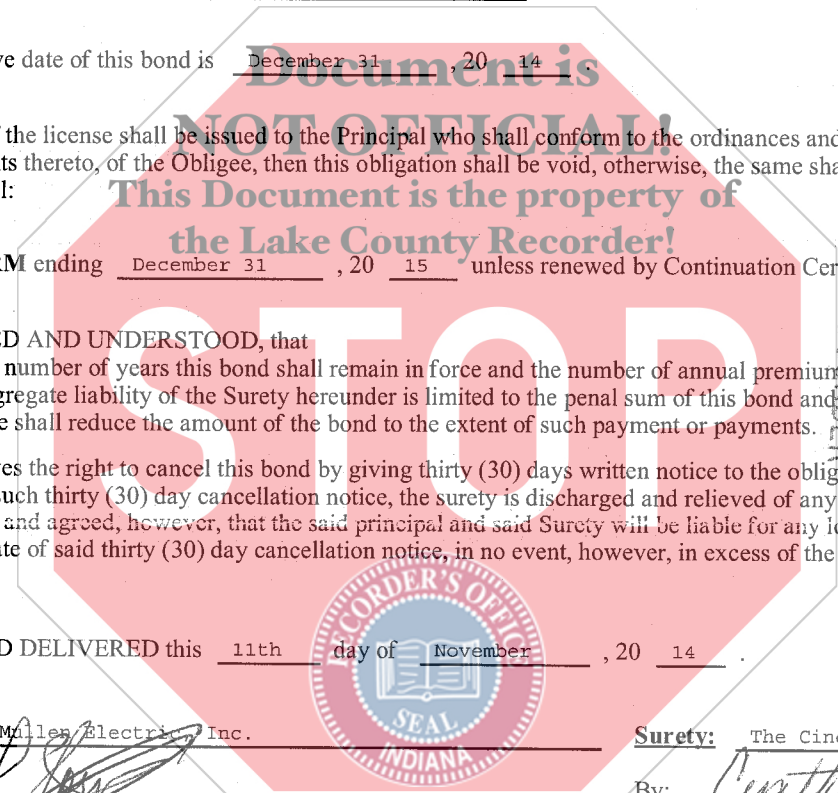 ve date of this bond is December 31 , 20 14 .
Document is
f the license shall be issued to the Principal who shall conform to the ordinances and
NOT OFFICIAL!
ts thereto, of the Obligee, then this obligation shall be void, otherwise, the same sha
l:
This Document is the property of
the Lake County Recorder!
RM ending December 31 , 20 15 unless renewed by Continuation Cer
STOP
ED AND UNDERSTOOD, that
number of years this bond shall remain in force and the number of annual premium
gregate liability of the Surety hereunder is limited to the penal sum of this bond and
e shall reduce the amount of the bond to the extent of such payment or payments.
ves the right to cancel this bond by giving thirty (30) days written notice to the oblig
such thirty (30) day cancellation notice, the surety is discharged and relieved of any
and agreed, however, that the said principal and said Surety will be liable for any lo
ate of said thirty (30) day cancellation notice, in no event, however, in excess of the
RECORDER'S OFFICE
D DELIVERED this 11th day of November , 20 14 .
SEAL
INDIANA
Mullen Electric, Inc.
Surety: The Cinc
By: